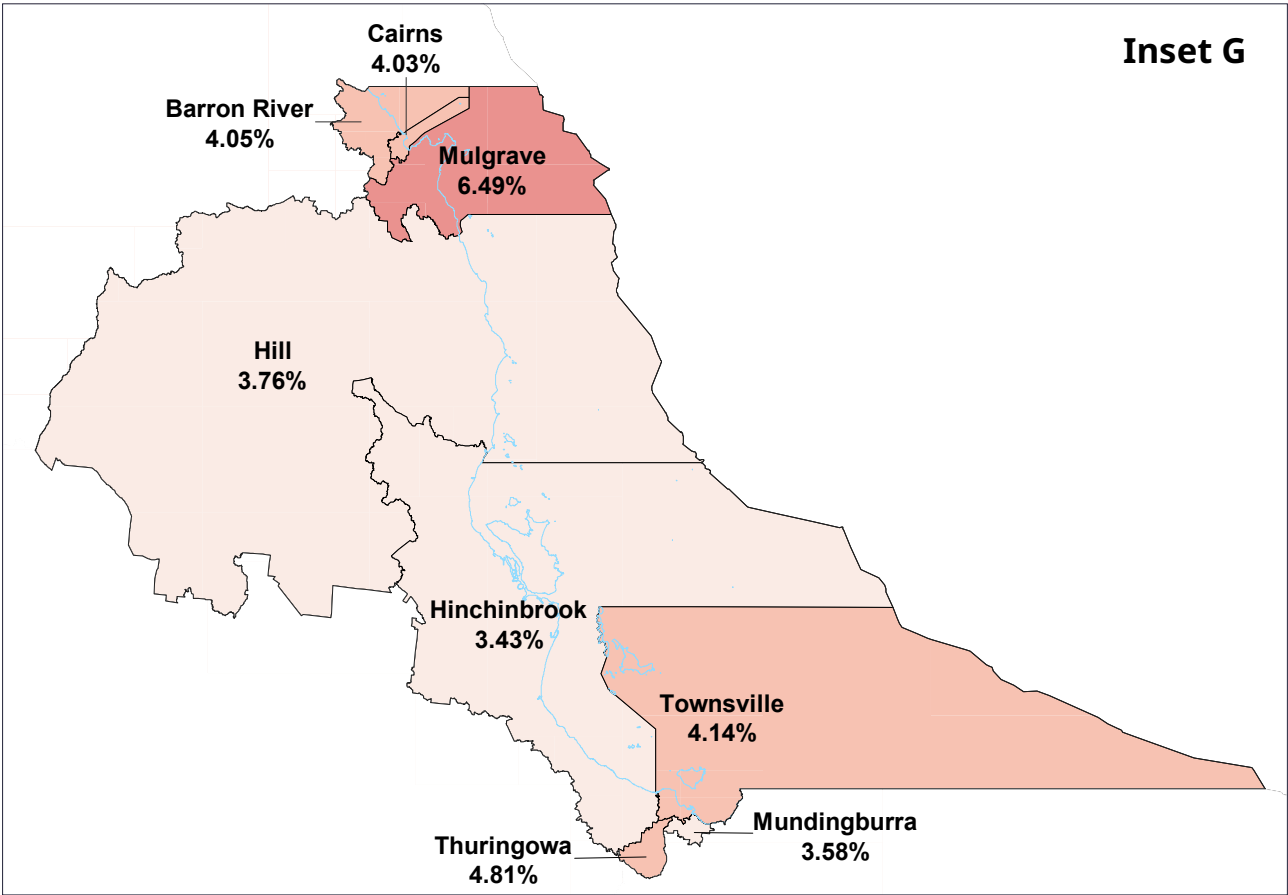 Inset G
Cairns
4.03%
Barron River
4.05%
Mulgrave
6.49%
Hill
3.76%
Hinchinbrook
3.43%
Townsville
4.14%
Mundingburra
3.58%
Thuringowa
4.81%